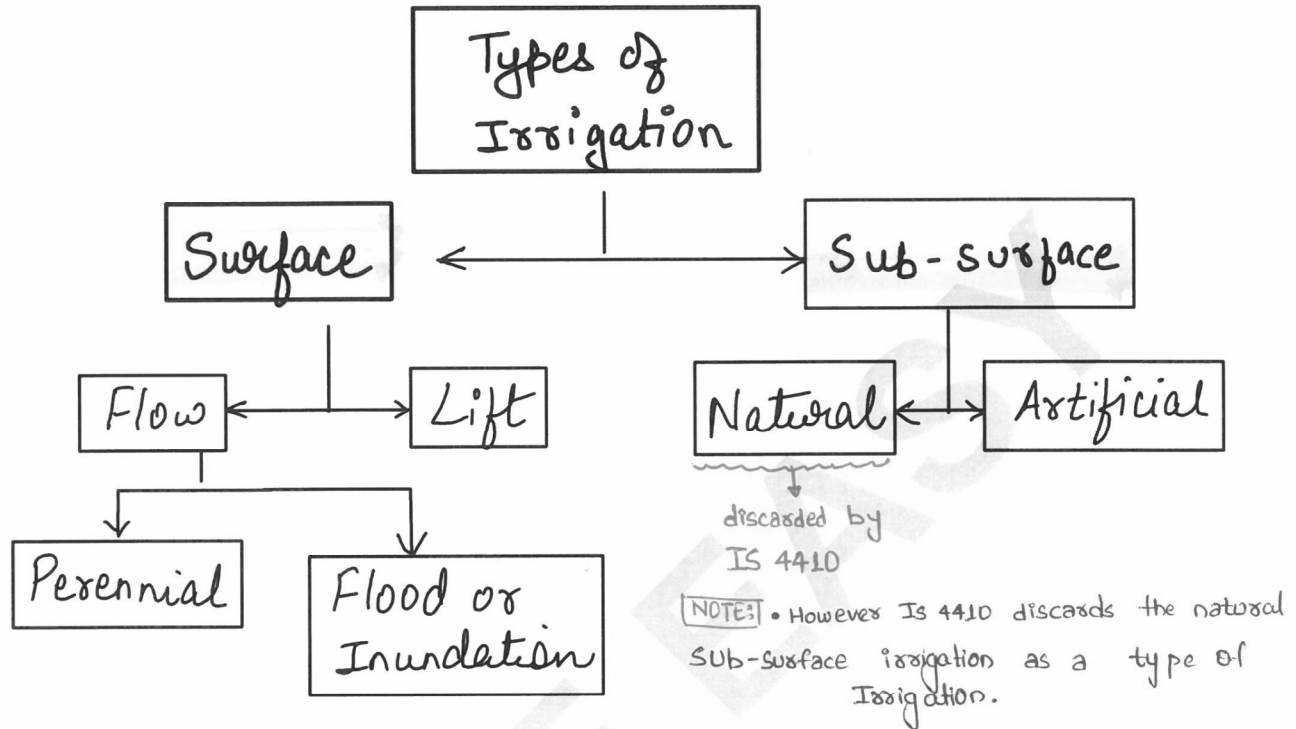 Types of
Irrigation
Surface
Sub-surface
Flow
Lift
Natural
Artificial
discarded by
IS 4410
Perennial
Flood or
Inundation
NOTE: • However Is 4410 discards the natural
Sub-surface irrigation as a type of
Irrigation.
EASY